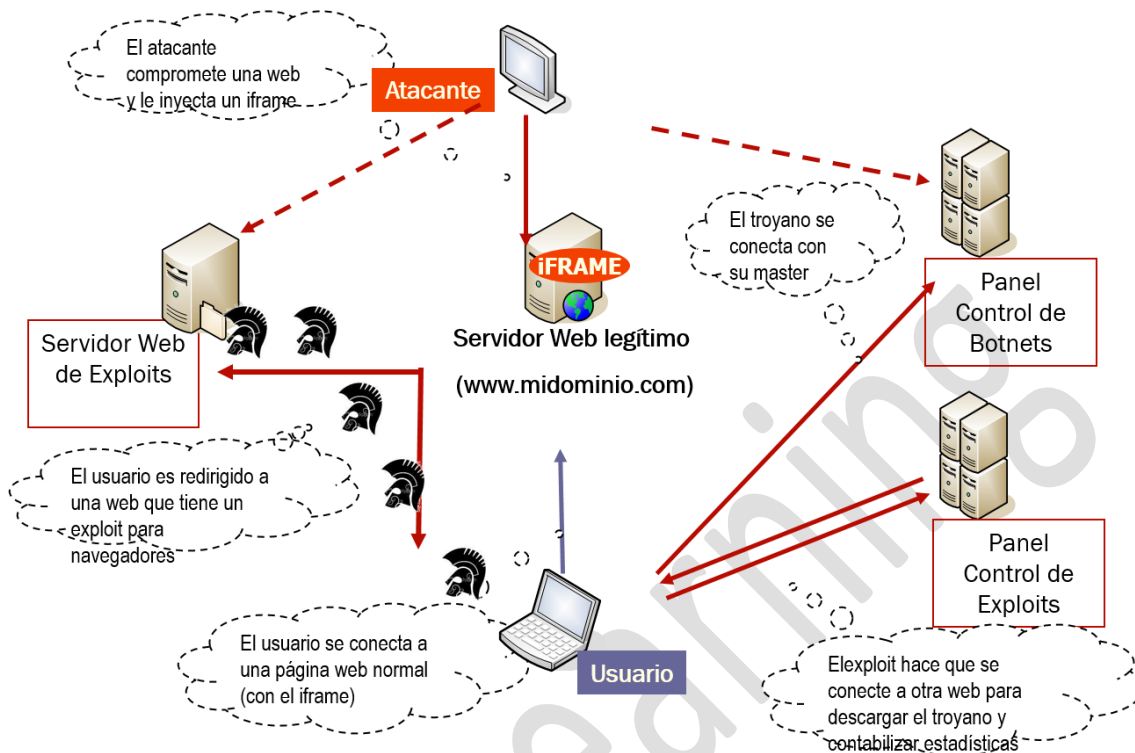 El atacante
compromete una web
y le inyecta un iframe
Atacante
El troyano se
conecta con
su master
iFRAME
Panel
Control de
Botnets
Servidor Web
de Exploits
Servidor Web legítimo
(www.midominio.com)
El usuario es redirigido a
una web que tiene un
exploit para
navegadores
Panel
Control de
Exploits
El usuario se conecta a
una página web normal
(con el iframe)
Usuario
Elexploit hace que se
conecte a otra web para
descargar el troyano y
contabilizar estadísticas
earning